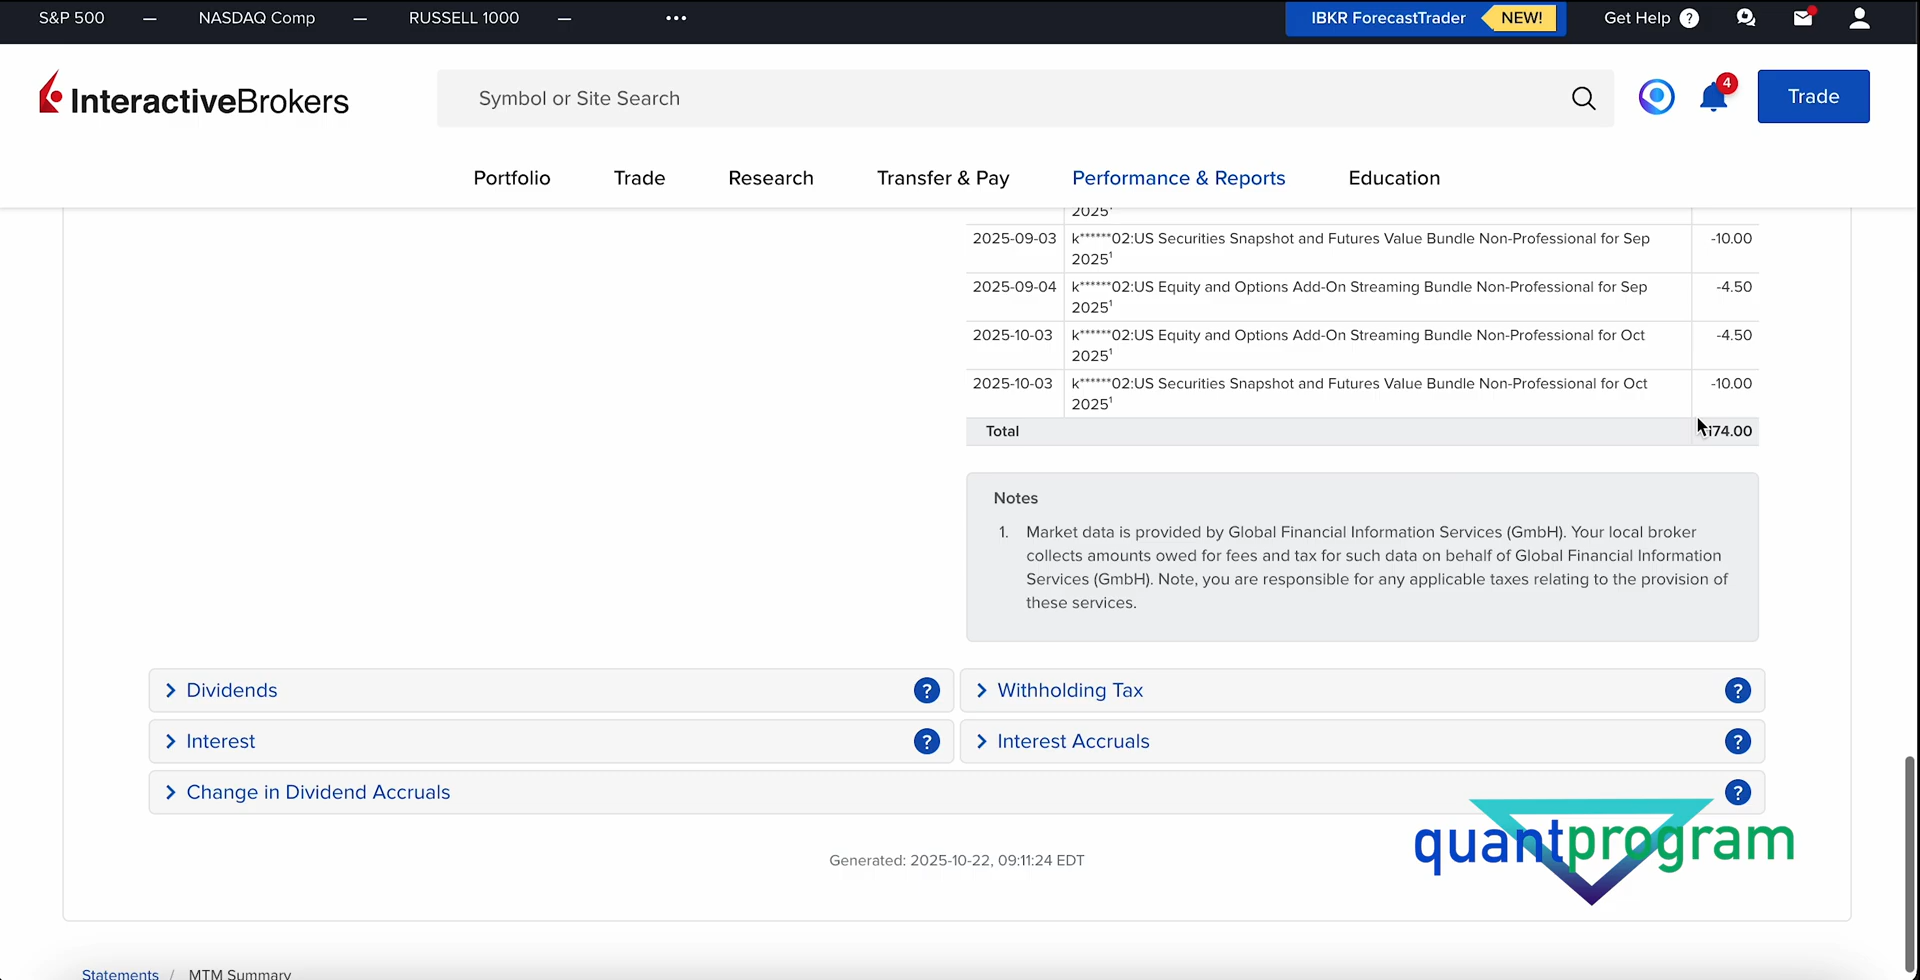 S&P 500 — NASDAQ Comp — RUSSELL 1000 — ••• IBKR ForecastTrader NEW! Get Help ?
InteractiveBrokers Symbol or Site Search 4 Trade
Portfolio Trade Research Transfer & Pay Performance & Reports Education
2025¹
2025-09-03 k******02:US Securities Snapshot and Futures Value Bundle Non-Professional for Sep -10.00
2025¹
2025-09-04 k******02:US Equity and Options Add-On Streaming Bundle Non-Professional for Sep -4.50
2025¹
2025-10-03 k******02:US Equity and Options Add-On Streaming Bundle Non-Professional for Oct -4.50
2025¹
2025-10-03 k******02:US Securities Snapshot and Futures Value Bundle Non-Professional for Oct -10.00
2025¹
Total
Notes
1. Market data is provided by Global Financial Information Services (GmbH). Your local broker
collects amounts owed for fees and tax for such data on behalf of Global Financial Information
Services (GmbH). Note, you are responsible for any applicable taxes relating to the provision of
these services.
Dividends ? Withholding Tax ?
Interest ? Interest Accruals ?
Change in Dividend Accruals ?
quantprogram
Generated: 2025-10-22, 09:11:24 EDT
Statements / MTM Summary